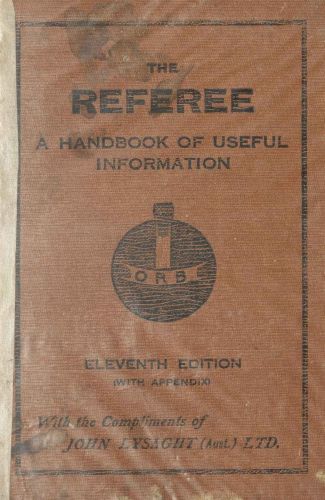 THE
REFEREE
A HANDBOOK OF USEFUL
INFORMATION
ORB
ELEVENTH EDITION
(WITH APPENDIX)
With the Compliments of
JOHN LYSAGHT (Aust.) LTD.